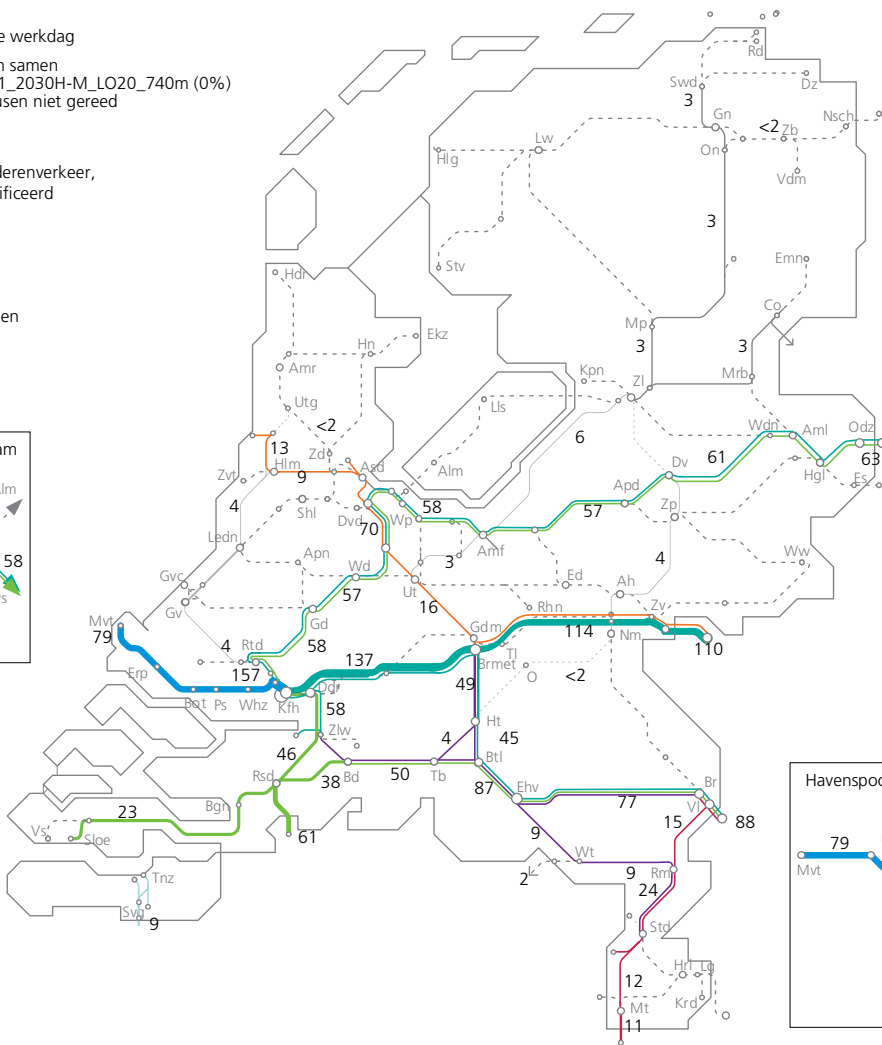 e werkdag
n samen
1_2030H-M_LO20_740m (0%)
usen niet gereed
derenverkeer,
ificeerd
en
Rd
Swd
Dz
3
Gn
<2
Zb
Nsch
On
Vdm
Lw
Hlg
3
Stv
Emn
Hdr
Co
Mp
3
3
Mrb
Ekz
Hn
Amr
Kpn
Zl
Utg
Lls
<2
6
Wdn
Aml
Odz
am
13
Zd
61
63
Hlm
9
Asd
Alm
Dv
Hgl
Es
Zvt
Apd
lm
4
Shl
Dvd
70
Wp
58
57
Zp
Ledn
Amf
58
Apn
3
4
Ww
s
Gvc
Wd
Ut
Ed
Ah
Gv
57
16
Rhn
Zv
Mvt
Gd
Gdm
114
79
58
Tl
Nm
110
4
Rtd
137
Brmet
Erp
157
O
<2
Bot
Ps
Whz
Kfh
Ddr
49
58
Ht
Zlw
4
45
46
Bd
50
Tb
Btl
Rsd
38
87
Ehv
77
Br
Havenspoo
Bgn
Vl
88
23
15
79
Vs
Sloe
61
9
Mvt
Wt
9
Rm
2
24
Tnz
Svg
9
Std
Hrl
Lg
12
Krd
Mt
11